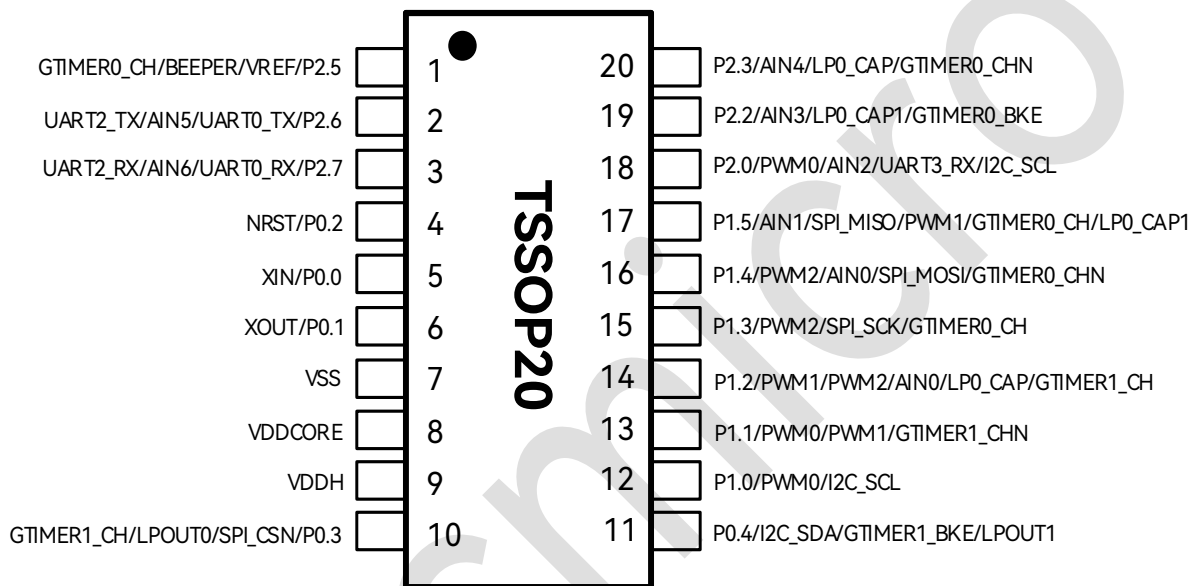 GTIMER0_CH/BEEPER/VREF/P2.5 1 20 P2.3/AIN4/LP0_CAP/GTIMER0_CHN
UART2_TX/AIN5/UART0_TX/P2.6 2 19 P2.2/AIN3/LP0_CAP1/GTIMER0_BKE
UART2_RX/AIN6/UART0_RX/P2.7 3 18 P2.0/PWM0/AIN2/UART3_RX/I2C_SCL
NRST/P0.2 4 17 P1.5/AIN1/SPI_MISO/PWM1/GTIMER0_CH/LP0_CAP1
XIN/P0.0 5 16 P1.4/PWM2/AIN0/SPI_MOSI/GTIMER0_CHN
XOUT/P0.1 6 15 P1.3/PWM2/SPI_SCK/GTIMER0_CH
VSS 7 14 P1.2/PWM1/PWM2/AIN0/LP0_CAP/GTIMER1_CH
VDDCORE 8 13 P1.1/PWM0/PWM1/GTIMER1_CHN
VDDH 9 12 P1.0/PWM0/I2C_SCL
GTIMER1_CH/LPOUT0/SPI_CSN/P0.3 10 11 P0.4/I2C_SDA/GTIMER1_BKE/LPOUT1
TSSOP20
cmicro